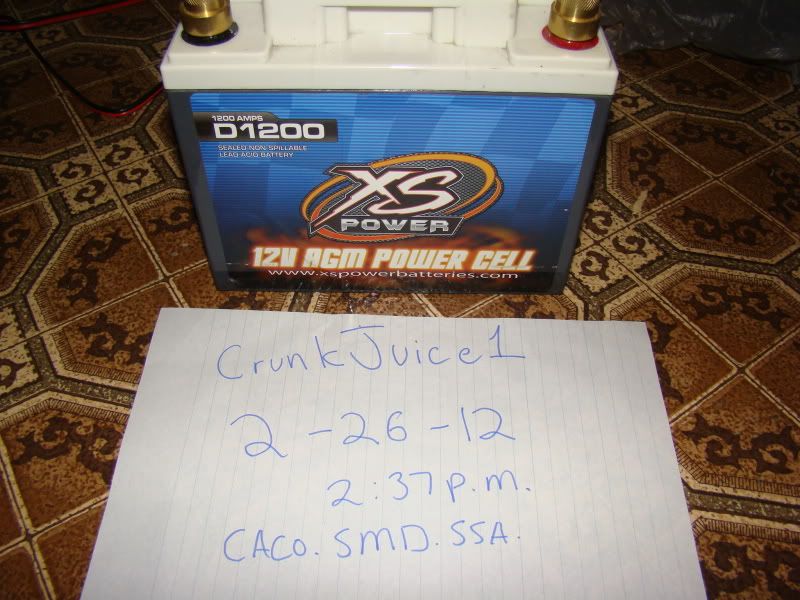 1200 AMPS
D1200
SEALED NON-SPILLABLE
LEAD ACID BATTERY
XS
POWER
12V AGM POWER CELL
www.xspowerbatteries.com
CrunkJuice1
2-26-12
2:37p.m.
CACo. SMD. SSA.